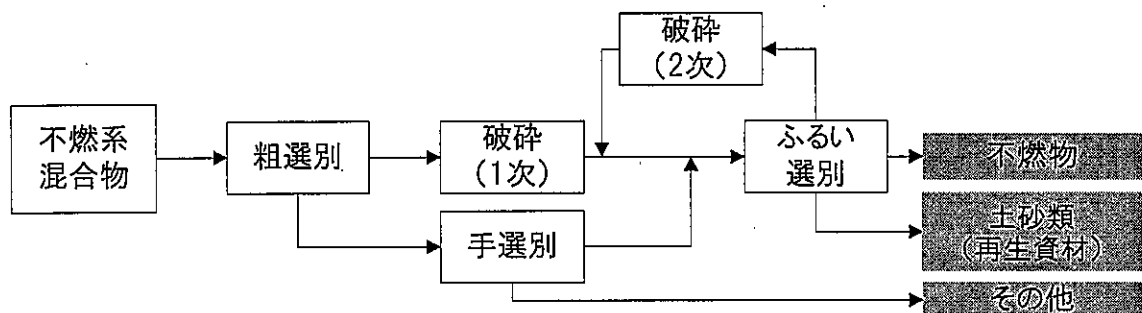 破砕
(2次)
不燃系
混合物
粗選別
破砕
(1次)
ふるい
選別
不燃物
土砂類
(再生資材)
手選別
その他